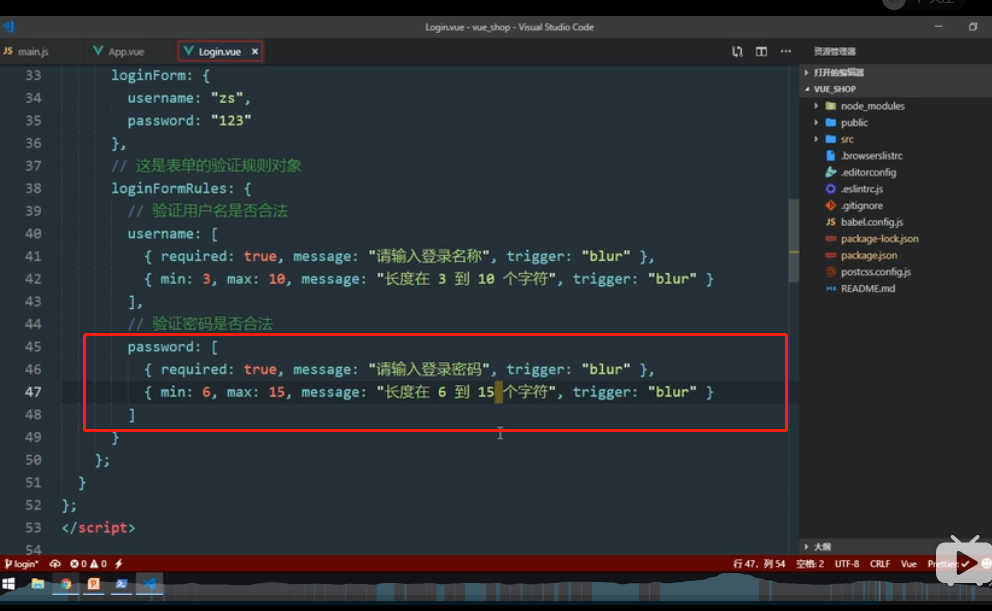 Login.vue - vue_shop - Visual Studio Code
JS main.js
App.vue
Login.vue ×
资源管理器
打开的编辑器
VUE_SHOP
node_modules
public
src
.browserslistrc
.editorconfig
.eslintrc.js
.gitignore
JS babel.config.js
package-lock.json
package.json
postcss.config.js
README.md
大纲
33 loginForm: {
34 username: "zs",
35 password: "123"
36 },
37 // 这是表单的验证规则对象
38 loginFormRules: {
39 // 验证用户名是否合法
40 username: [
41 { required: true, message: "请输入登录名称", trigger: "blur" },
42 { min: 3, max: 10, message: "长度在 3 到 10 个字符", trigger: "blur" }
43 ],
44 // 验证密码是否合法
45 password: [
46 { required: true, message: "请输入登录密码", trigger: "blur" },
47 { min: 6, max: 15, message: "长度在 6 到 15 个字符", trigger: "blur" }
48 ]
49 }
50 };
51 }
52 };
53 </script>
54
login* 0 0 行 47，列 54 空格: 2 UTF-8 CRLF Vue Prettier: ✓